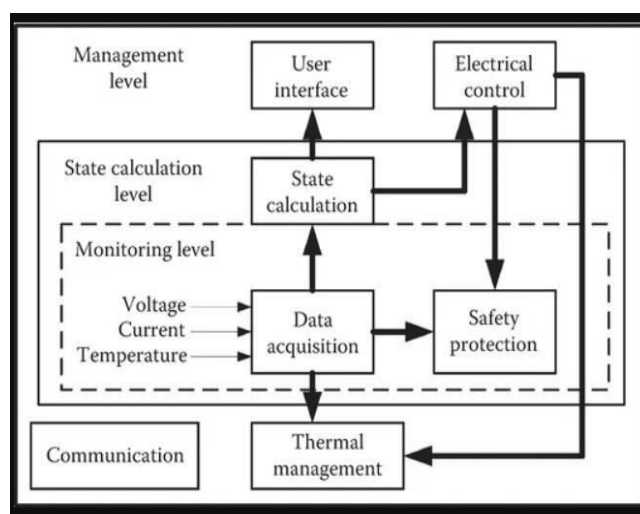 Management
level
User
interface
Electrical
control
State calculation
level
State
calculation
Monitoring level
Voltage
Current
Temperature
Data
acquisition
Safety
protection
Communication
Thermal
management